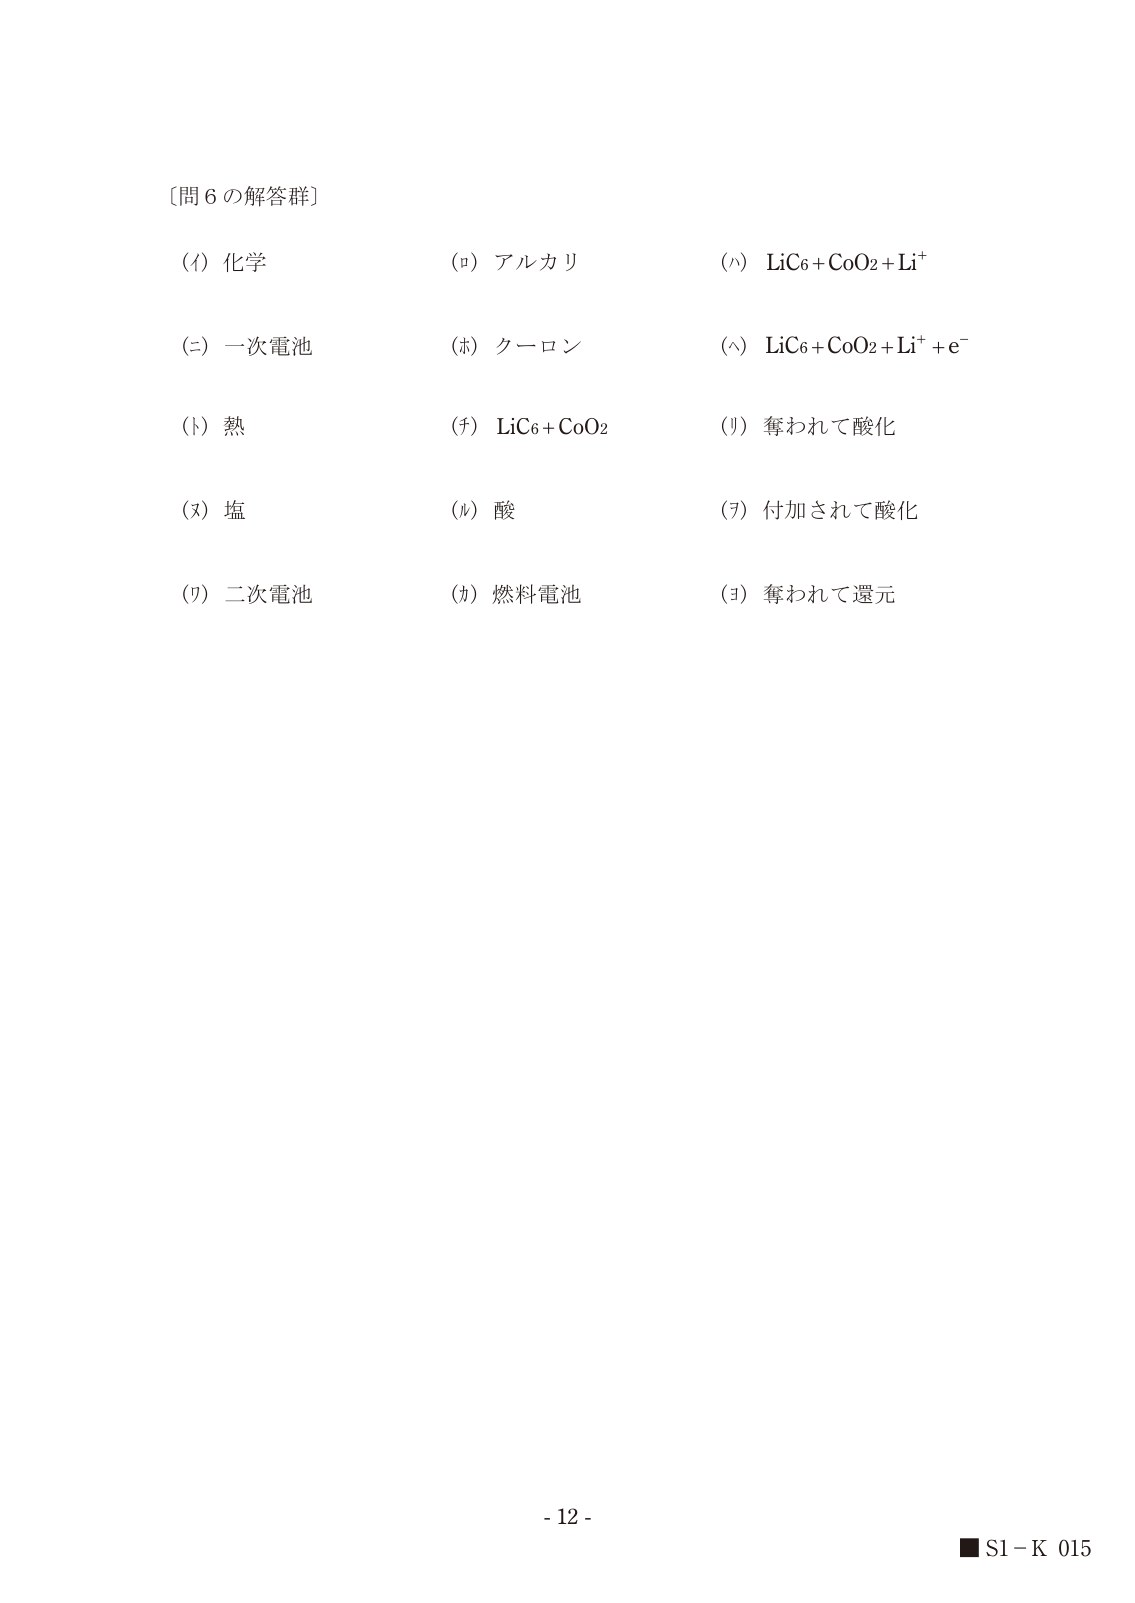 〔問６の解答群〕
(ｲ) 化学 (ﾛ) アルカリ (ﾊ) LiC₆+CoO₂+Li⁺
(ﾆ) 一次電池 (ﾎ) クーロン (ﾍ) LiC₆+CoO₂+Li⁺+e⁻
(ﾄ) 熱 (ﾁ) LiC₆+CoO₂ (ﾘ) 奪われて酸化
(ﾇ) 塩 (ﾙ) 酸 (ｦ) 付加されて酸化
(ﾜ) 二次電池 (ｶ) 燃料電池 (ﾖ) 奪われて還元
- 12 -
■ S1－K 015